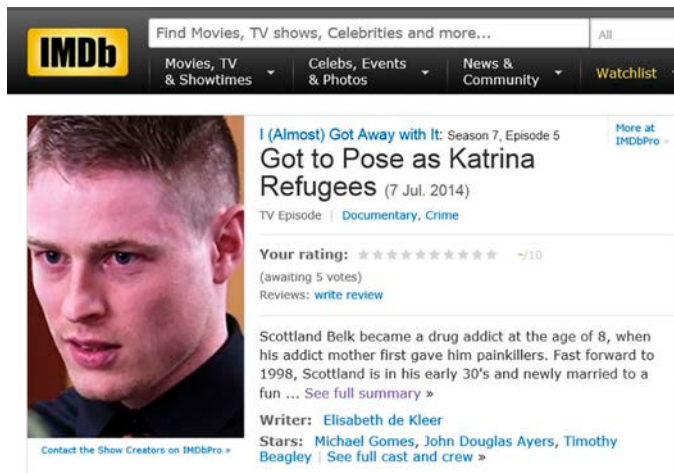 IMDb
Find Movies, TV shows, Celebrities and more...
All
Movies, TV & Showtimes
Celebs, Events & Photos
News & Community
Watchlist
I (Almost) Got Away with It: Season 7, Episode 5
More at IMDbPro »
Got to Pose as Katrina
Refugees (7 Jul. 2014)
TV Episode | Documentary, Crime
Your rating: -/10
(awaiting 5 votes)
Reviews: write review
Scottland Belk became a drug addict at the age of 8, when
his addict mother first gave him painkillers. Fast forward to
1998, Scottland is in his early 30's and newly married to a
fun ... See full summary »
Writer: Elisabeth de Kleer
Stars: Michael Gomes, John Douglas Ayers, Timothy
Beagley | See full cast and crew »
Contact the Show Creators on IMDbPro »